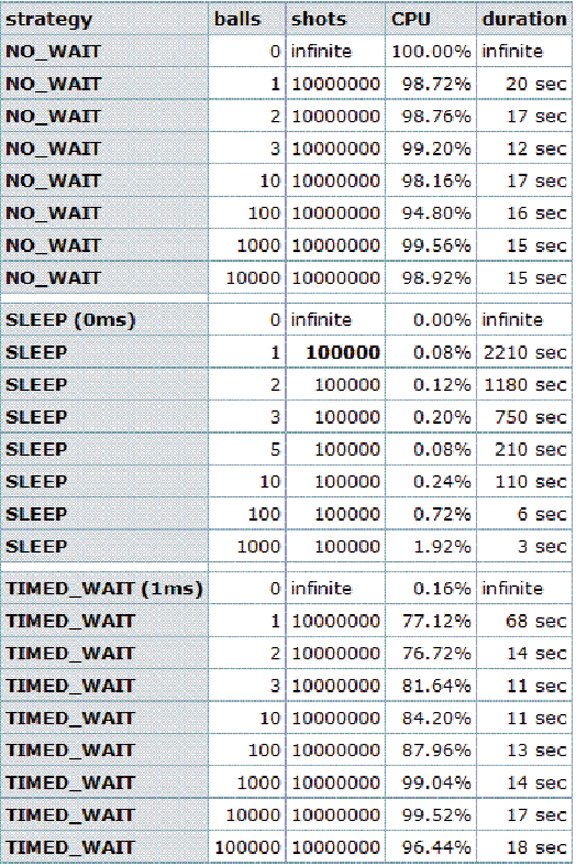 strategy balls shots CPU duration
NO_WAIT 0 infinite 100.00% infinite
NO_WAIT 1 10000000 98.72% 20 sec
NO_WAIT 2 10000000 98.76% 17 sec
NO_WAIT 3 10000000 99.20% 12 sec
NO_WAIT 10 10000000 98.16% 17 sec
NO_WAIT 100 10000000 94.80% 16 sec
NO_WAIT 1000 10000000 99.56% 15 sec
NO_WAIT 10000 10000000 98.92% 15 sec
SLEEP (0ms) 0 infinite 0.00% infinite
SLEEP 1 100000 0.08% 2210 sec
SLEEP 2 100000 0.12% 1180 sec
SLEEP 3 100000 0.20% 750 sec
SLEEP 5 100000 0.08% 210 sec
SLEEP 10 100000 0.24% 110 sec
SLEEP 100 100000 0.72% 6 sec
SLEEP 1000 100000 1.92% 3 sec
TIMED_WAIT (1ms) 0 infinite 0.16% infinite
TIMED_WAIT 1 10000000 77.12% 68 sec
TIMED_WAIT 2 10000000 76.72% 14 sec
TIMED_WAIT 3 10000000 81.64% 11 sec
TIMED_WAIT 10 10000000 84.20% 11 sec
TIMED_WAIT 100 10000000 87.96% 13 sec
TIMED_WAIT 1000 10000000 99.04% 14 sec
TIMED_WAIT 10000 10000000 99.52% 17 sec
TIMED_WAIT 100000 10000000 96.44% 18 sec